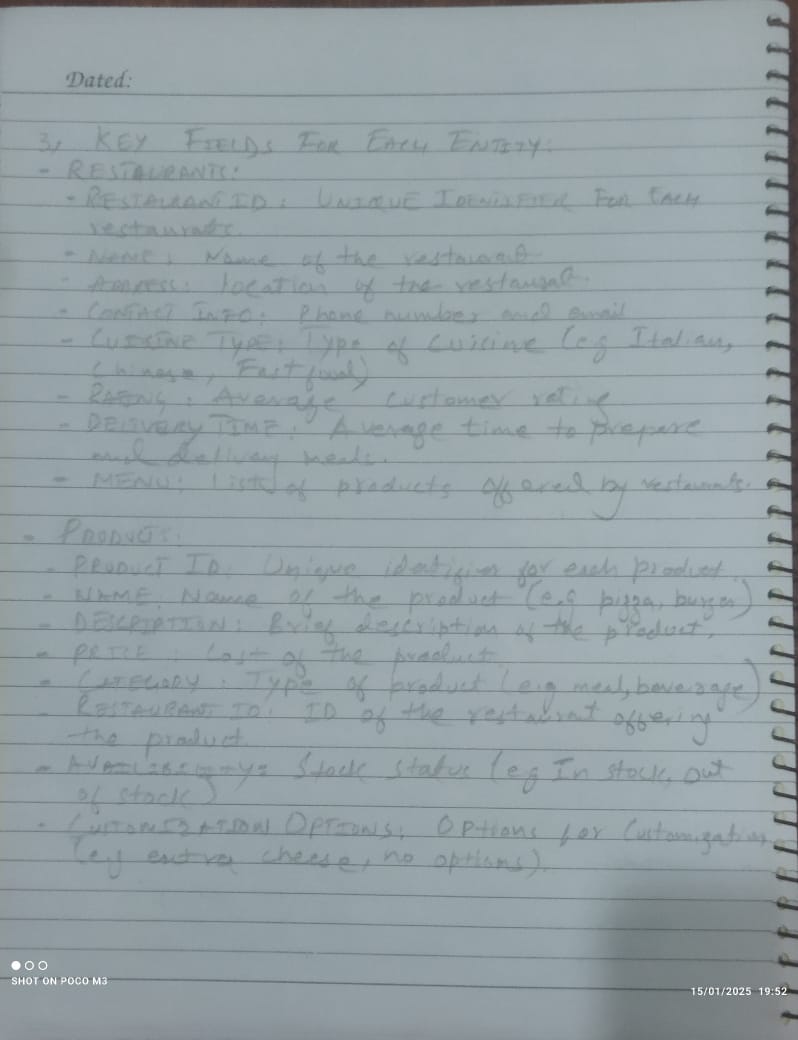 Dated:
3, KEY FIELDS FOR EACH ENTITY:
- RESTAURANTS:
- RESTAURANT ID: UNIQUE IDENTIFIER FOR EACH
restaurants.
- NAME: Name of the restaurant
- ADDRESS: location of the restaurant.
- CONTACT INFO: Phone number and email
- CUISINE TYPE: Type of cuisine (e.g Italian,
Chinese, Fast food)
- RATING: Average customer rating
- DELIVERY TIME: Average time to prepare
and delivery meals.
- MENU: List of products offered by restaurants.
- PRODUCTS:
- PRODUCT ID: Unique identifier for each product.
- NAME: Name of the product (e.g pizza, burger)
- DESCRIPTION: Brief description of the product.
- PRICE: Cost of the product
- CATEGORY: Type of product (e.g meal, beverage)
- RESTAURANT ID: ID of the restaurant offering
the product.
- AVAILIBILITY: Stock status (eg In stock, out
of stock)
- CUSTOMIZATION OPTIONS: Options for Customization
(eg extra cheese, no options).
SHOT ON POCO M3
15/01/2025 19:52